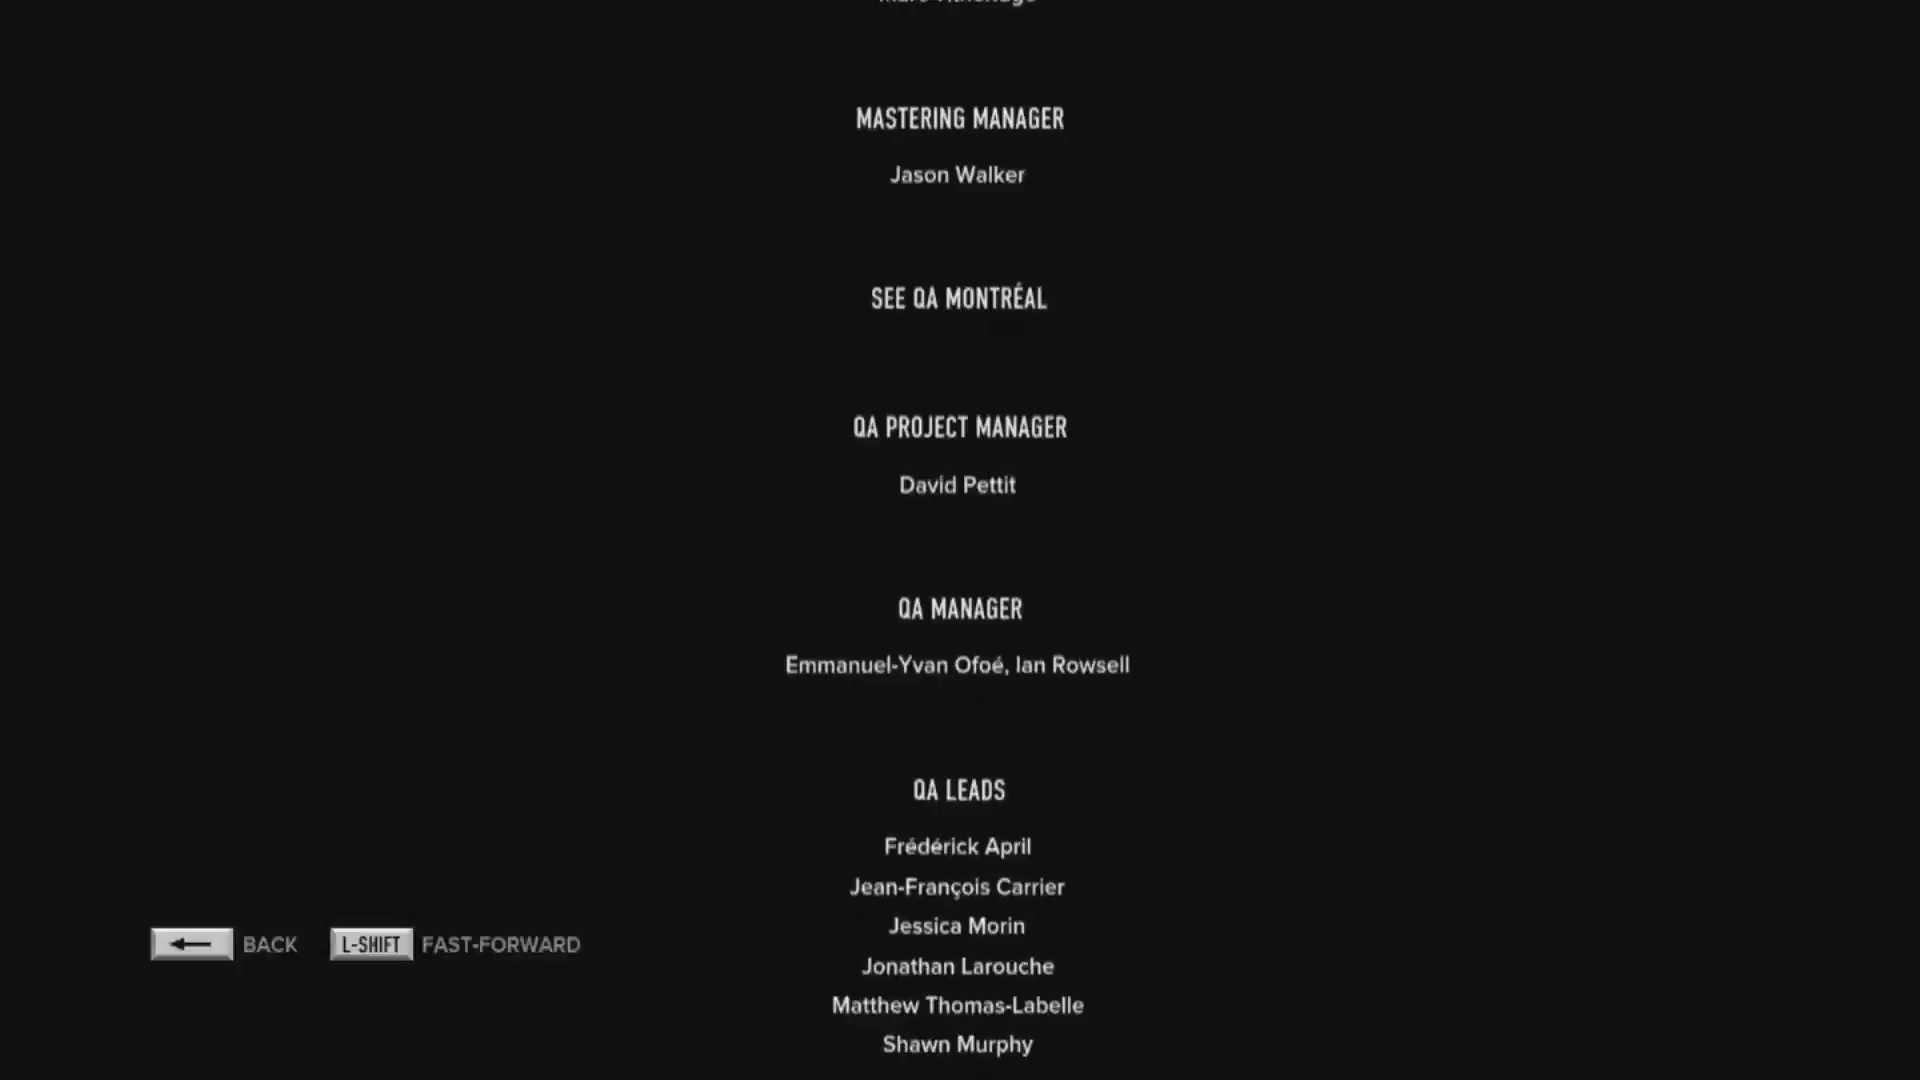 MASTERING MANAGER
Jason Walker
SEE QA MONTRÉAL
QA PROJECT MANAGER
David Pettit
QA MANAGER
Emmanuel-Yvan Ofoé, Ian Rowsell
QA LEADS
Frédérick April
Jean-François Carrier
Jessica Morin
Jonathan Larouche
Matthew Thomas-Labelle
Shawn Murphy
BACK L-SHIFT FAST-FORWARD